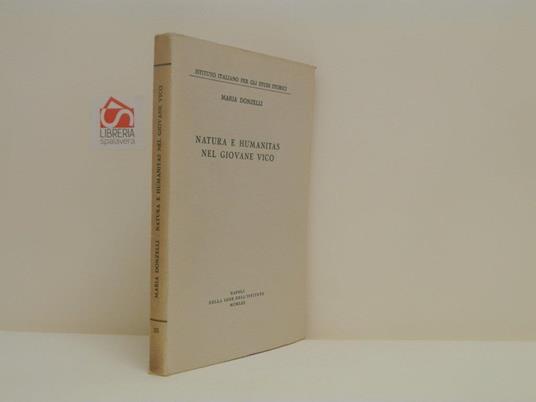 ISTITUTO ITALIANO PER GLI STUDI STORICI
MARIA DONZELLI
NATURA E HUMANITAS
NEL GIOVANE VICO
NAPOLI
NELLA SEDE DELL'ISTITUTO
MARIA DONZELLI NATURA E HUMANITAS NEL GIOVANE VICO
LIBRERIA
spalavera